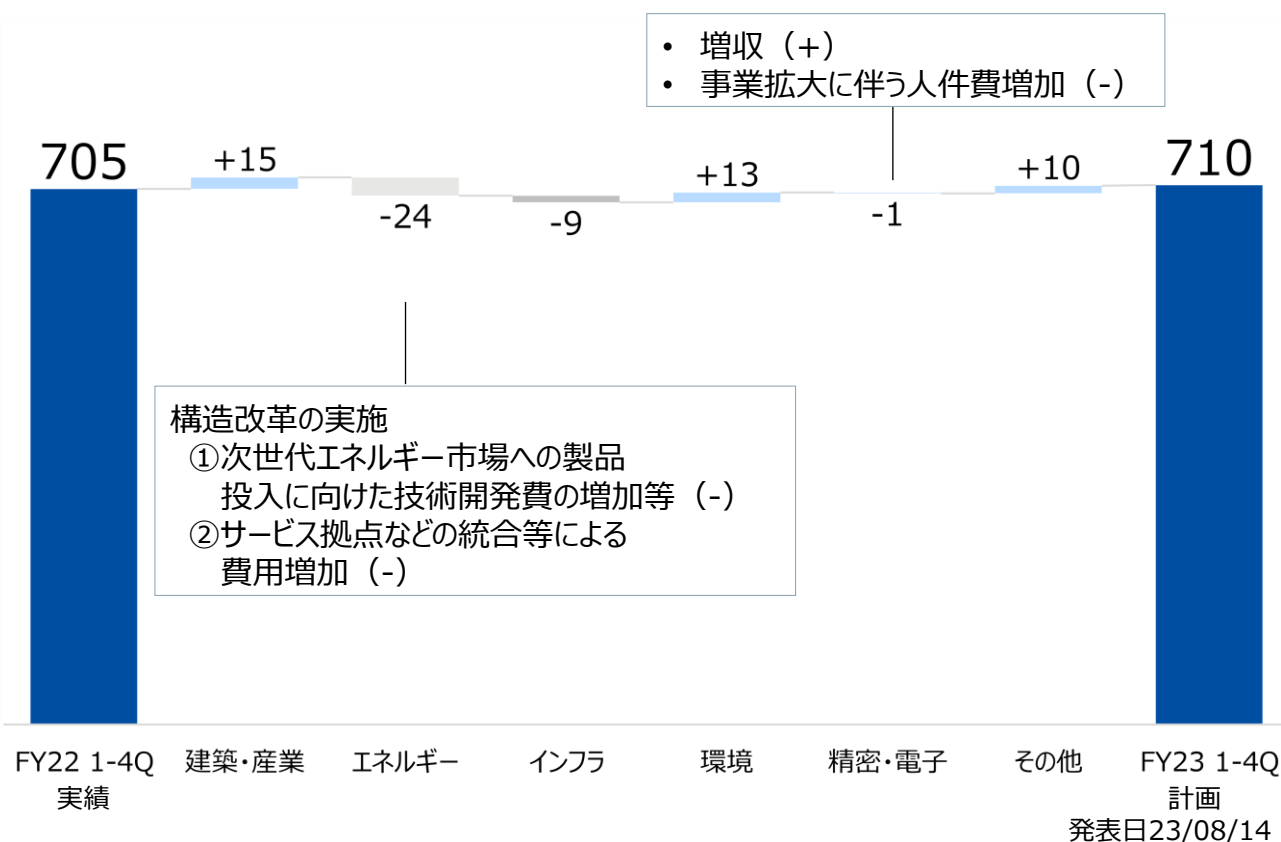 • 増収（+）
• 事業拡大に伴う人件費増加（-）
705
+15
-24
-9
+13
-1
+10
710
構造改革の実施
①次世代エネルギー市場への製品
投入に向けた技術開発費の増加等（-）
②サービス拠点などの統合等による
費用増加（-）
FY22 1-4Q
実績
建築・産業
エネルギー
インフラ
環境
精密・電子
その他
FY23 1-4Q
計画
発表日23/08/14